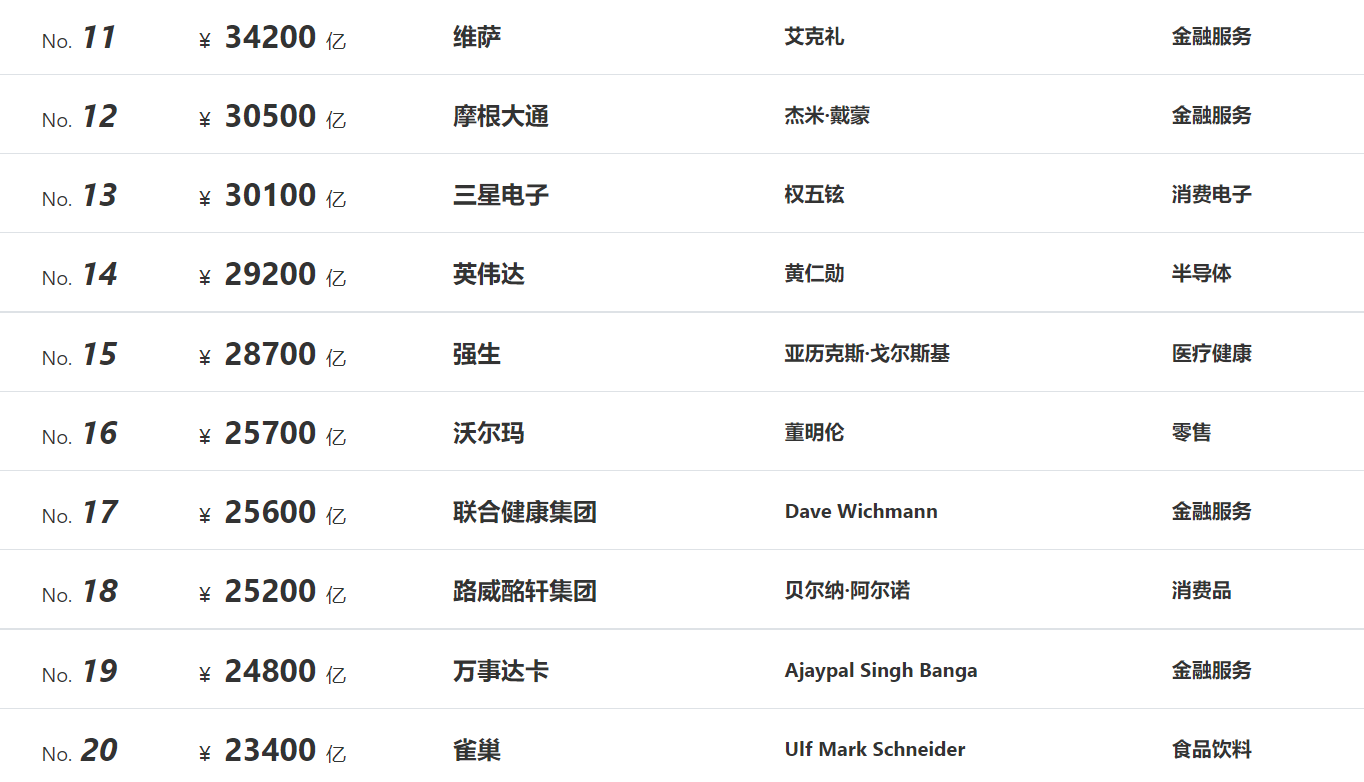 No. 11 ¥ 34200 亿 维萨 艾克礼 金融服务
No. 12 ¥ 30500 亿 摩根大通 杰米·戴蒙 金融服务
No. 13 ¥ 30100 亿 三星电子 权五铉 消费电子
No. 14 ¥ 29200 亿 英伟达 黄仁勋 半导体
No. 15 ¥ 28700 亿 强生 亚历克斯·戈尔斯基 医疗健康
No. 16 ¥ 25700 亿 沃尔玛 董明伦 零售
No. 17 ¥ 25600 亿 联合健康集团 Dave Wichmann 金融服务
No. 18 ¥ 25200 亿 路威酩轩集团 贝尔纳·阿尔诺 消费品
No. 19 ¥ 24800 亿 万事达卡 Ajaypal Singh Banga 金融服务
No. 20 ¥ 23400 亿 雀巢 Ulf Mark Schneider 食品饮料